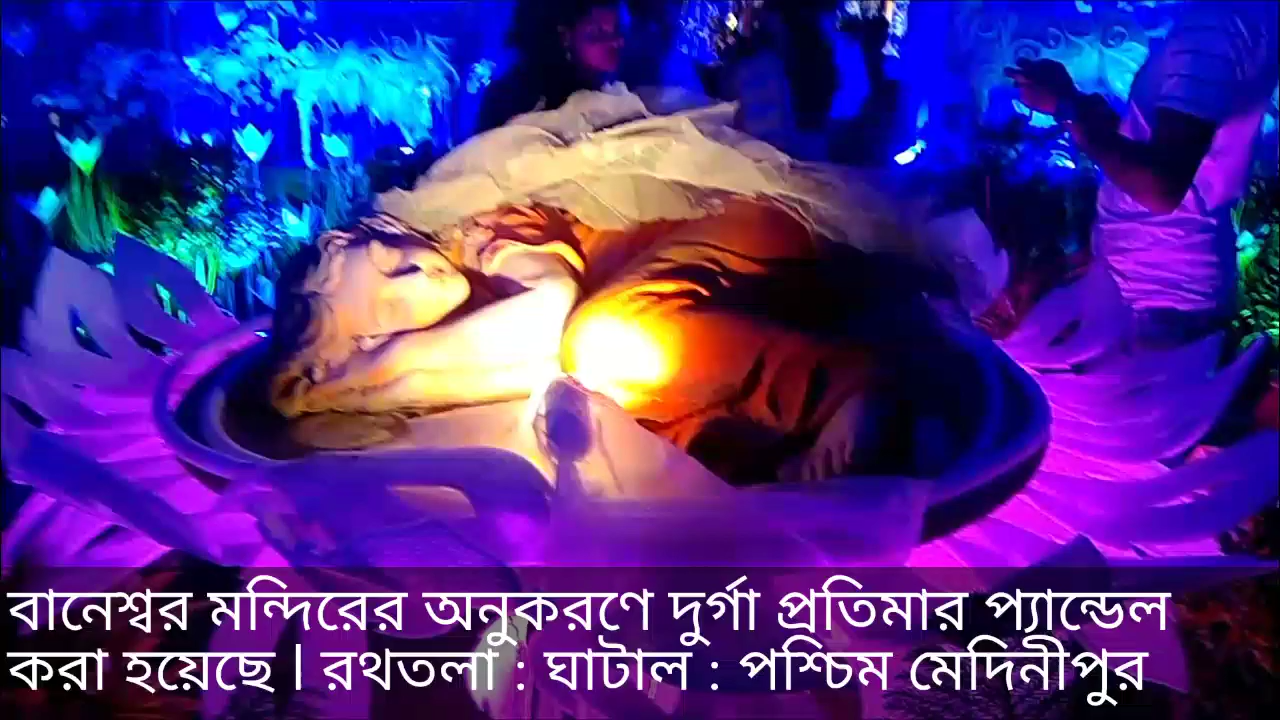 বানেশ্বর মন্দিরের অনুকরণে দুর্গা প্রতিমার প্যান্ডেল
করা হয়েছে l রথতলা : ঘাটাল : পশ্চিম মেদিনীপুর